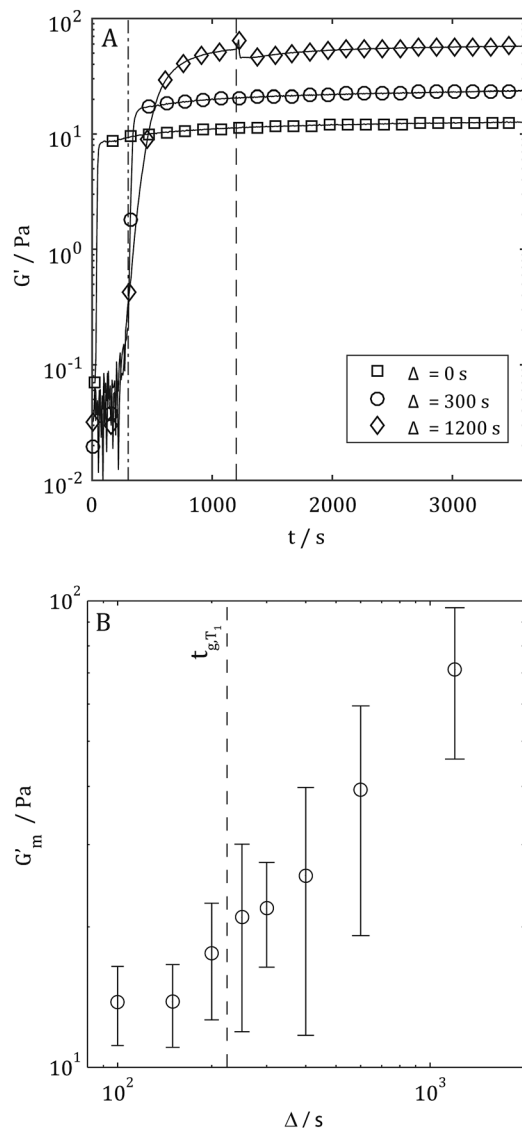 A
10²
10¹
10⁰
10⁻¹
10⁻²
G' / Pa
□ Δ = 0 s
○ Δ = 300 s
◇ Δ = 1200 s
0 1000 2000 3000
t / s
B
t_g,T₁
10²
10¹
G'_m / Pa
10² 10³
Δ / s